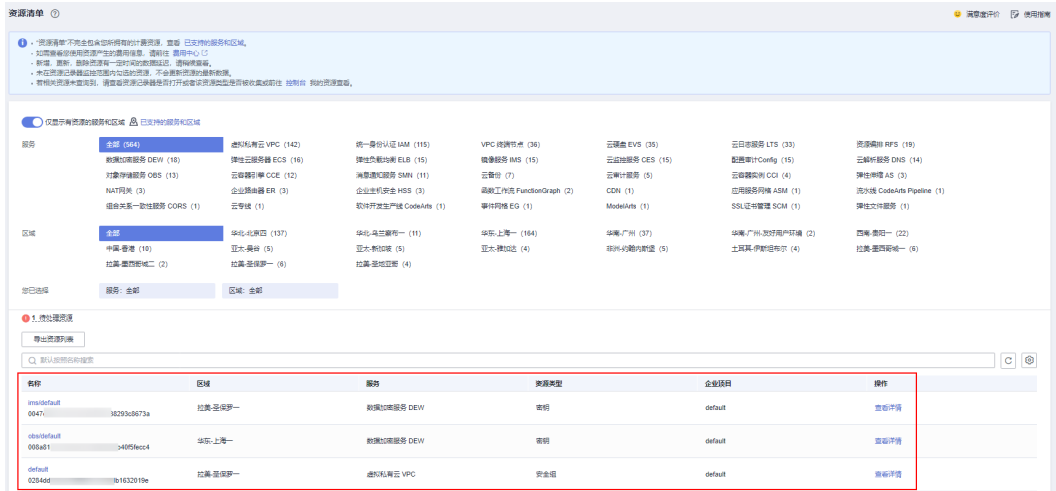 资源清单
满意度评价 使用指南
· "资源清单"不完全包含您所拥有的计费资源，查看 已支持的服务和区域。
· 如需查看您使用资源产生的费用信息，请前往 费用中心
· 新增，更新，删除资源有一定时间的数据延迟，请稍候查看。
· 未在资源记录器监控范围内勾选的资源，不会更新资源的最新数据。
· 若相关资源未查询到，请查看资源记录器是否打开或者该资源类型是否被收集或前往 控制台 我的资源查看。
仅显示有资源的服务和区域 已支持的服务和区域
服务 全部 (564) 虚拟私有云 VPC (142) 统一身份认证 IAM (115) VPC 终端节点 (36) 云硬盘 EVS (35) 云日志服务 LTS (33) 资源编排 RFS (19)
数据加密服务 DEW (18) 弹性云服务器 ECS (16) 弹性负载均衡 ELB (15) 镜像服务 IMS (15) 云监控服务 CES (15) 配置审计Config (15) 云解析服务 DNS (14)
对象存储服务 OBS (13) 云容器引擎 CCE (12) 消息通知服务 SMN (11) 云备份 (7) 云审计服务 (5) 云容器实例 CCI (4) 弹性伸缩 AS (3)
NAT网关 (3) 企业路由器 ER (3) 企业主机安全 HSS (3) 函数工作流 FunctionGraph (2) CDN (1) 应用服务网格 ASM (1) 流水线 CodeArts Pipeline (1)
组合关系一致性服务 CORS (1) 云专线 (1) 软件开发生产线 CodeArts (1) 事件网格 EG (1) ModelArts (1) SSL证书管理 SCM (1) 弹性文件服务 (1)
区域 全部 华北-北京四 (137) 华北-乌兰察布一 (11) 华东-上海一 (164) 华南-广州 (37) 华南-广州-友好用户环境 (2) 西南-贵阳一 (22)
中国-香港 (10) 亚太-曼谷 (5) 亚太-新加坡 (5) 亚太-雅加达 (4) 非洲-约翰内斯堡 (5) 土耳其-伊斯坦布尔 (4) 拉美-墨西哥城一 (6)
拉美-墨西哥城二 (2) 拉美-圣保罗一 (6) 拉美-圣地亚哥 (4)
您已选择 服务：全部 区域：全部
1 待处理资源
导出资源列表
默认按照名称搜索
名称 区域 服务 资源类型 企业项目 操作
ims/default
0047 38293c8673a 拉美-圣保罗一 数据加密服务 DEW 密钥 default 查看详情
obs/default
008a81 b40f5fecc4 华东-上海一 数据加密服务 DEW 密钥 default 查看详情
default
0284dd b1632019e 拉美-圣保罗一 虚拟私有云 VPC 安全组 default 查看详情